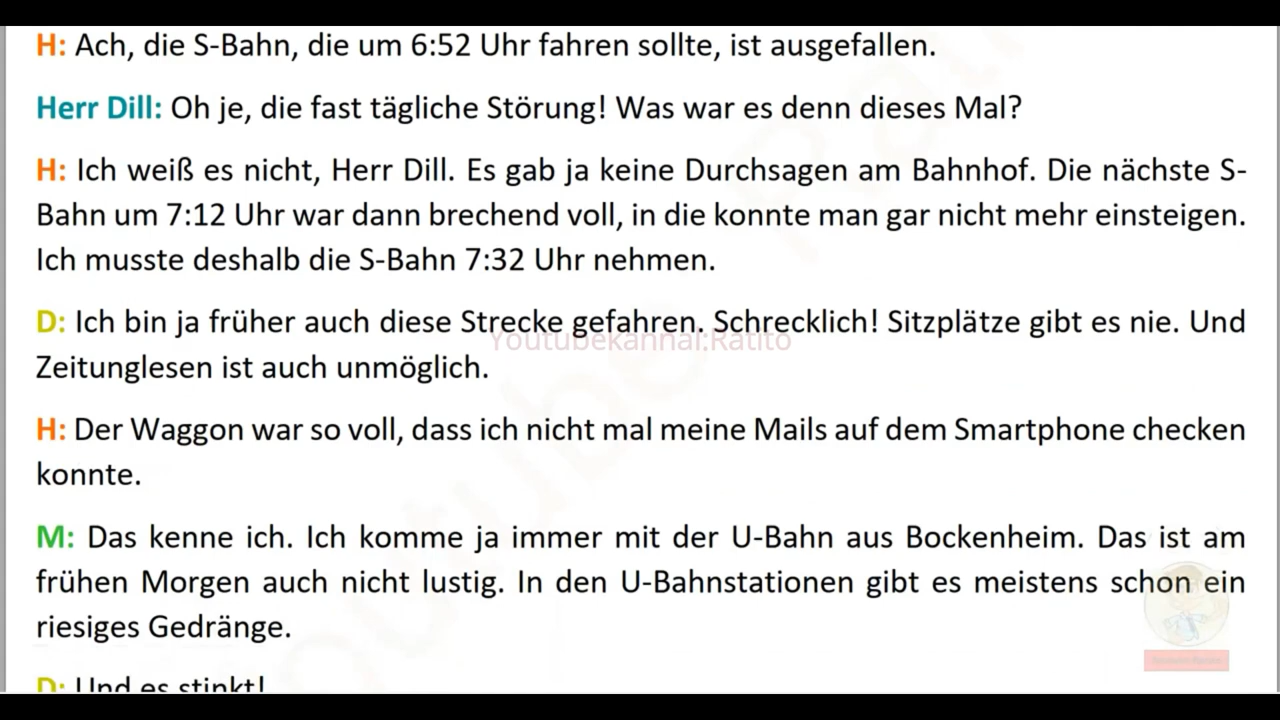 H: Ach, die S-Bahn, die um 6:52 Uhr fahren sollte, ist ausgefallen.
Herr Dill: Oh je, die fast tägliche Störung! Was war es denn dieses Mal?
H: Ich weiß es nicht, Herr Dill. Es gab ja keine Durchsagen am Bahnhof. Die nächste S-
Bahn um 7:12 Uhr war dann brechend voll, in die konnte man gar nicht mehr einsteigen.
Ich musste deshalb die S-Bahn 7:32 Uhr nehmen.
D: Ich bin ja früher auch diese Strecke gefahren. Schrecklich! Sitzplätze gibt es nie. Und
Youtubekannal:Ratito
Zeitunglesen ist auch unmöglich.
H: Der Waggon war so voll, dass ich nicht mal meine Mails auf dem Smartphone checken
konnte.
M: Das kenne ich. Ich komme ja immer mit der U-Bahn aus Bockenheim. Das ist am
frühen Morgen auch nicht lustig. In den U-Bahnstationen gibt es meistens schon ein
riesiges Gedränge.
D: Und es stinkt!